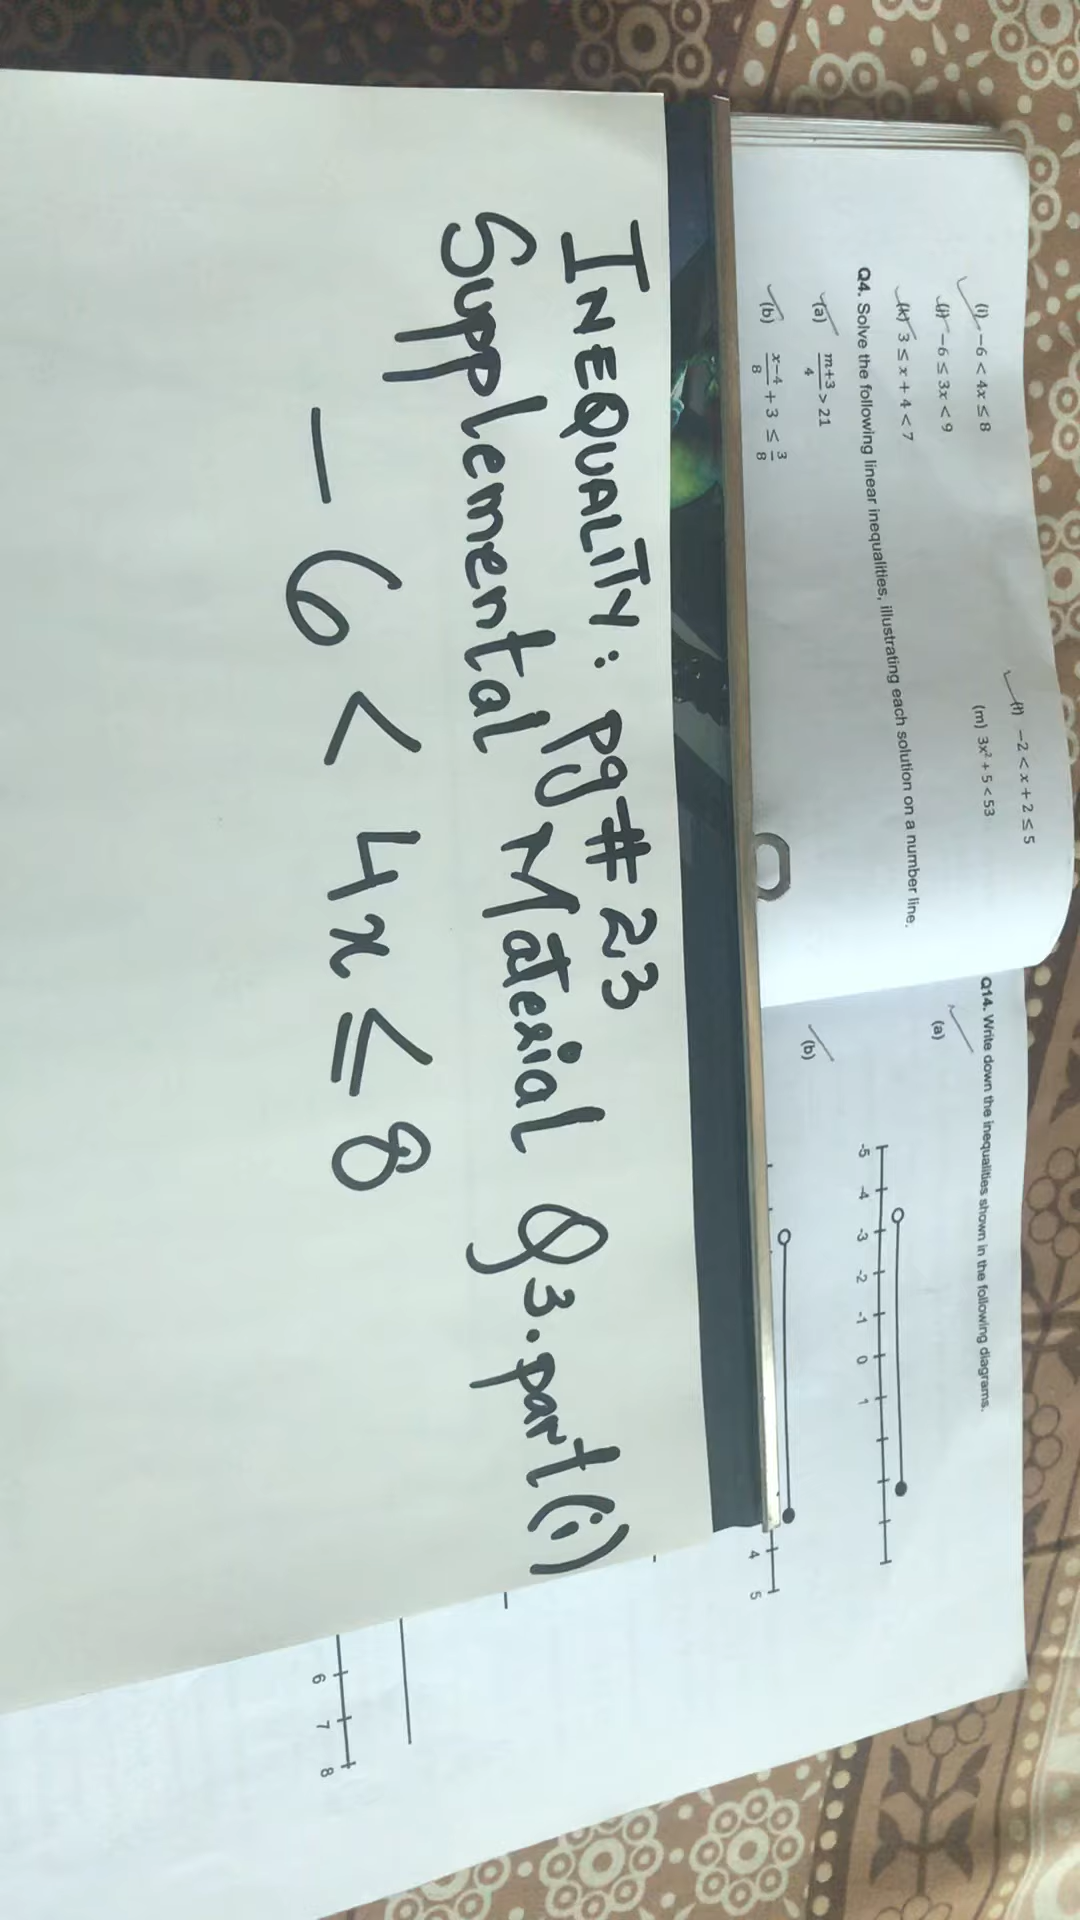 (i) -6 < 4x ≤ 8
(j) -6 ≤ 3x < 9
(k) 3 ≤ x + 4 < 7
(l) -2 < x + 2 ≤ 5
(m) 3x² + 5 < 53
Q4. Solve the following linear inequalities, illustrating each solution on a number line.
(a) m+3/4 > 21
(b) x-4/8 + 3 ≤ 3/8
Q14. Write down the inequalities shown in the following diagrams.
(a)
-5 -4 -3 -2 -1 0 1
(b)
4 5
6 7 8
INEQUALITY: pg# 23
Supplemental Material Q3.part(i)
- 6 < 4x ≤ 8